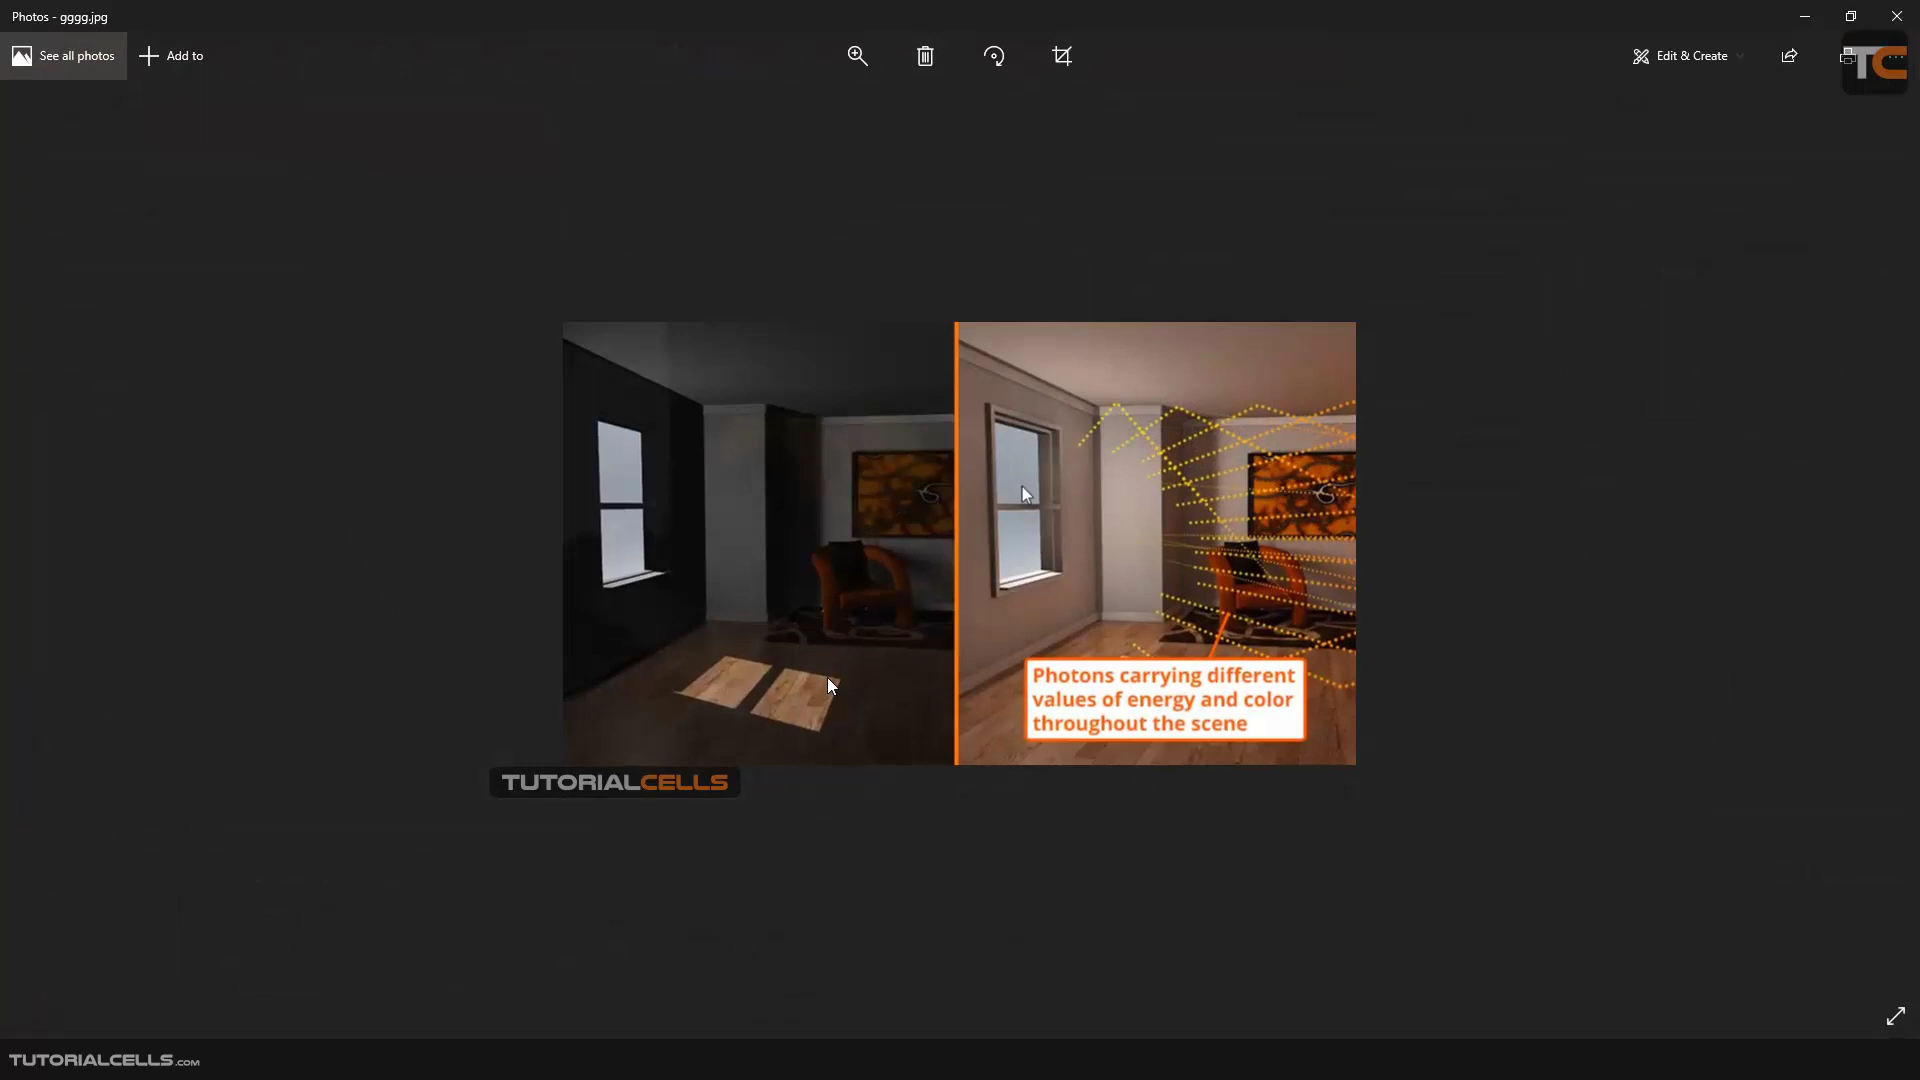 Photos - gggg.jpg
See all photos
Add to
Edit & Create
TC
Photons carrying different
values of energy and color
throughout the scene
TUTORIALCELLS
TUTORIALCELLS.COM